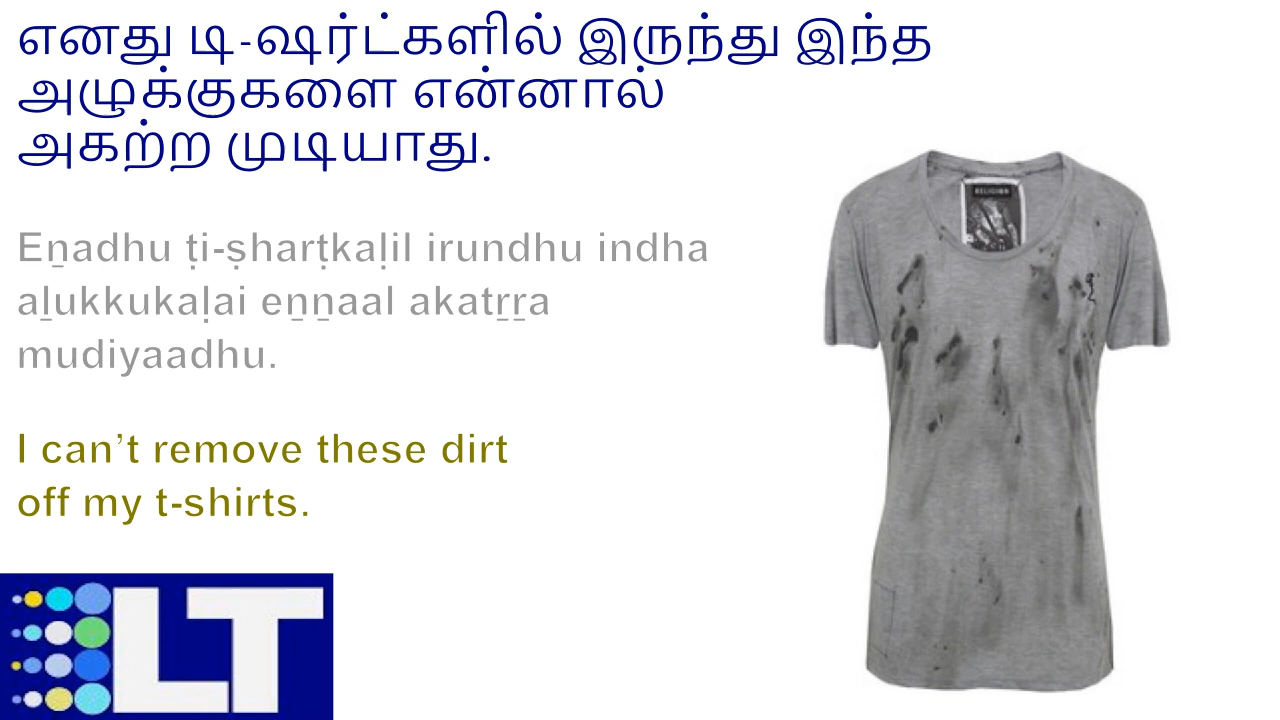 எனது டி-ஷர்ட்களில் இருந்து இந்த
அழுக்குகளை என்னால்
அகற்ற முடியாது.
Eṉadhu ṭi-ṣharṭkaḷil irundhu indha
aḻukkukaḷai eṉṉaal akatṟṟa
mudiyaadhu.
I can’t remove these dirt
off my t-shirts.
RELIGION
LT